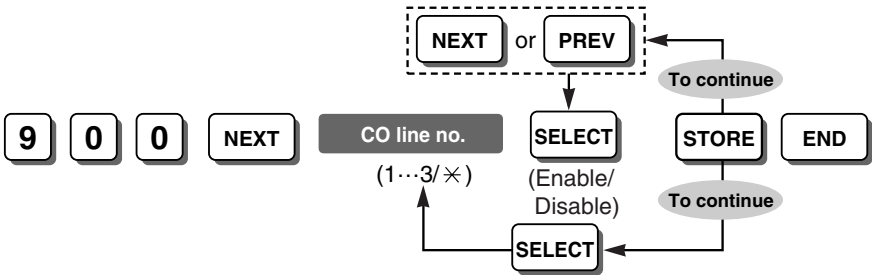 NEXT or PREV
To continue
9 0 0 NEXT CO line no. SELECT STORE END
(1···3/✳)
(Enable/
Disable)
To continue
SELECT